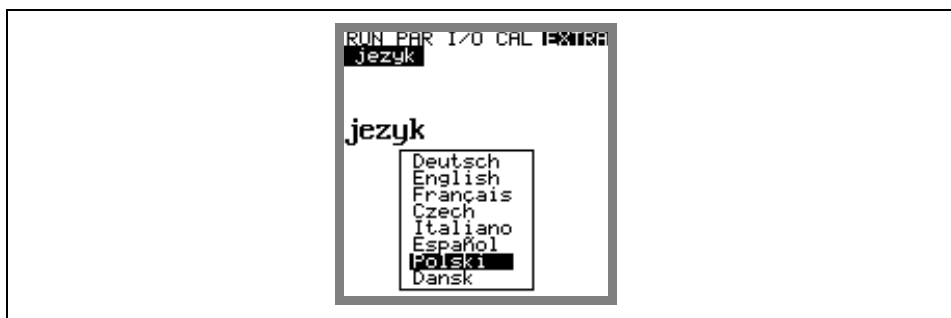 RUN PAR I/O CAL EXTRA
jezyk
jezyk
Deutsch
English
Français
Czech
Italiano
Español
Polski
Dansk